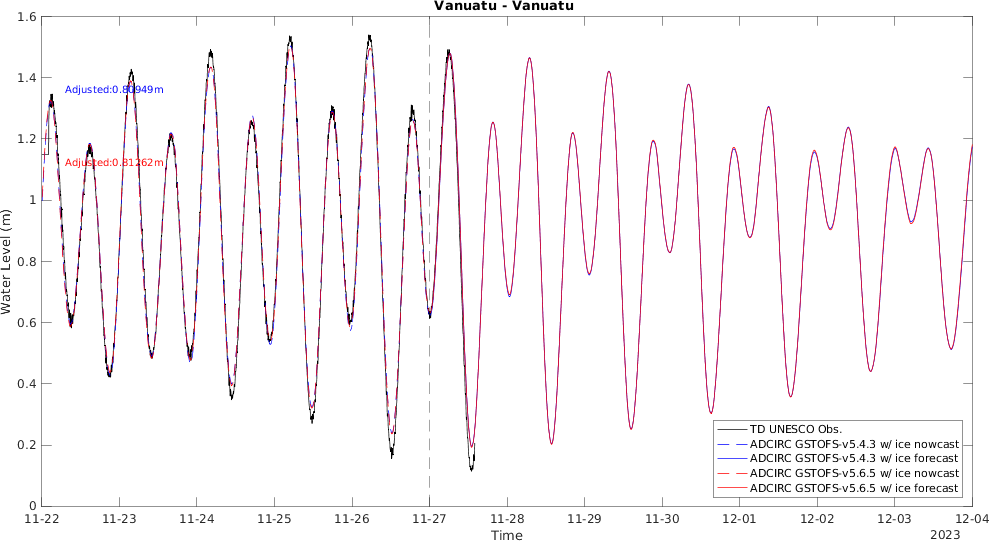 Vanuatu - Vanuatu
1.6
1.4
1.2
1
0.8
0.6
0.4
0.2
0
Water Level (m)
Adjusted:0.80949m
Adjusted:0.81262m
TD UNESCO Obs.
ADCIRC GSTOFS-v5.4.3 w/ ice nowcast
ADCIRC GSTOFS-v5.4.3 w/ ice forecast
ADCIRC GSTOFS-v5.6.5 w/ ice nowcast
ADCIRC GSTOFS-v5.6.5 w/ ice forecast
11-22 11-23 11-24 11-25 11-26 11-27 11-28 11-29 11-30 12-01 12-02 12-03 12-04
Time
2023